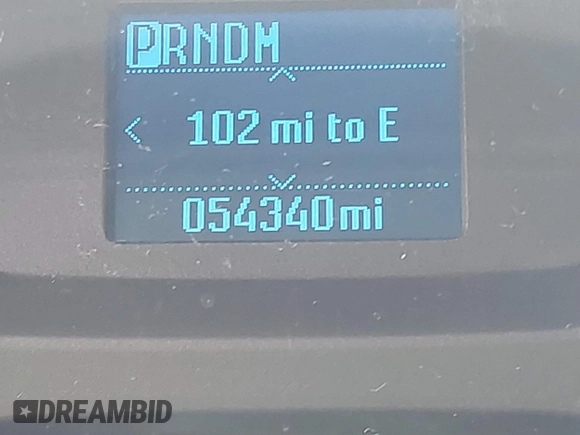 PRNDM
102 mi to E
054340mi
DREAMBID